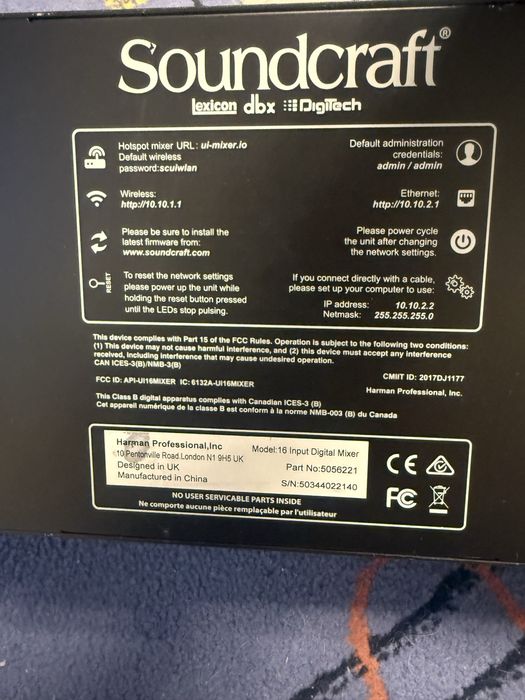 Soundcraft®
lexicon dbx DigiTech
Hotspot mixer URL: ui-mixer.io
Default wireless
password:scuiwlan
Default administration
credentials:
admin / admin
Wireless:
http://10.10.1.1
Ethernet:
http://10.10.2.1
Please be sure to install the
latest firmware from:
www.soundcraft.com
Please power cycle
the unit after changing
the network settings.
RESET
To reset the network settings
please power up the unit while
holding the reset button pressed
until the LEDs stop pulsing.
If you connect directly with a cable,
please set up your computer to use:
IP address: 10.10.2.2
Netmask: 255.255.255.0
This device complies with Part 15 of the FCC Rules. Operation is subject to the following two conditions:
(1) This device may not cause harmful interference, and (2) this device must accept any interference
received, including interference that may cause undesired operation.
CAN ICES-3(B)/NMB-3(B)
CMIIT ID: 2017DJ1177
FCC ID: API-UI16MIXER IC: 6132A-UI16MIXER
Harman Professional, Inc.
This Class B digital apparatus complies with Canadian ICES-3 (B)
Cet appareil numérique de la classe B est conform à la norme NMB-003 (B) du Canada
Harman Professional,Inc
10 Pentonville Road.London N1 9H5 UK
Designed in UK
Manufactured in China
Model:16 Input Digital Mixer
Part No:5056221
S/N:50344022140
CE
FC
NO USER SERVICEABLE PARTS INSIDE
Ne comporte aucune pièce remplaçable par l'utilisateur